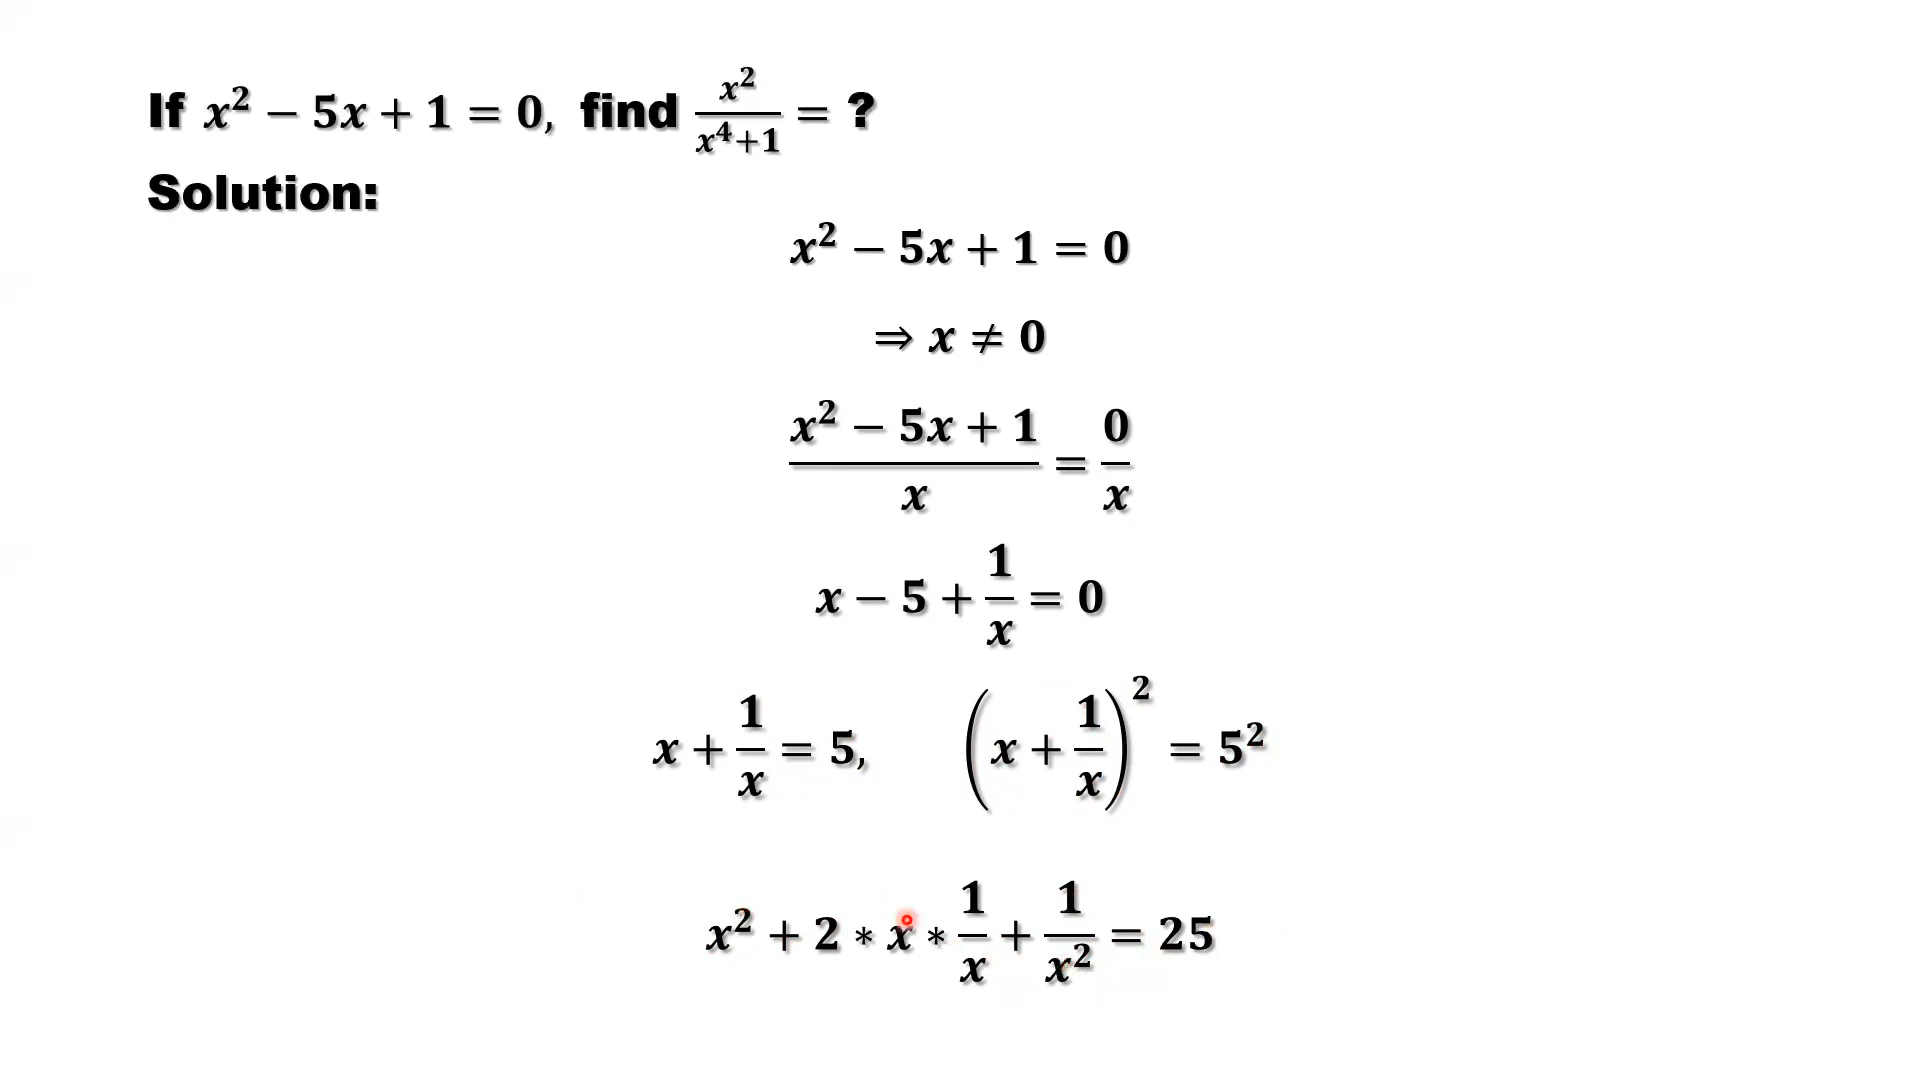 If x² − 5x + 1 = 0, find x²/(x⁴+1) = ?
Solution:
x² − 5x + 1 = 0
⇒ x ≠ 0
(x² − 5x + 1)/x = 0/x
x − 5 + 1/x = 0
x + 1/x = 5, (x + 1/x)² = 5²
x² + 2 * x * 1/x + 1/x² = 25